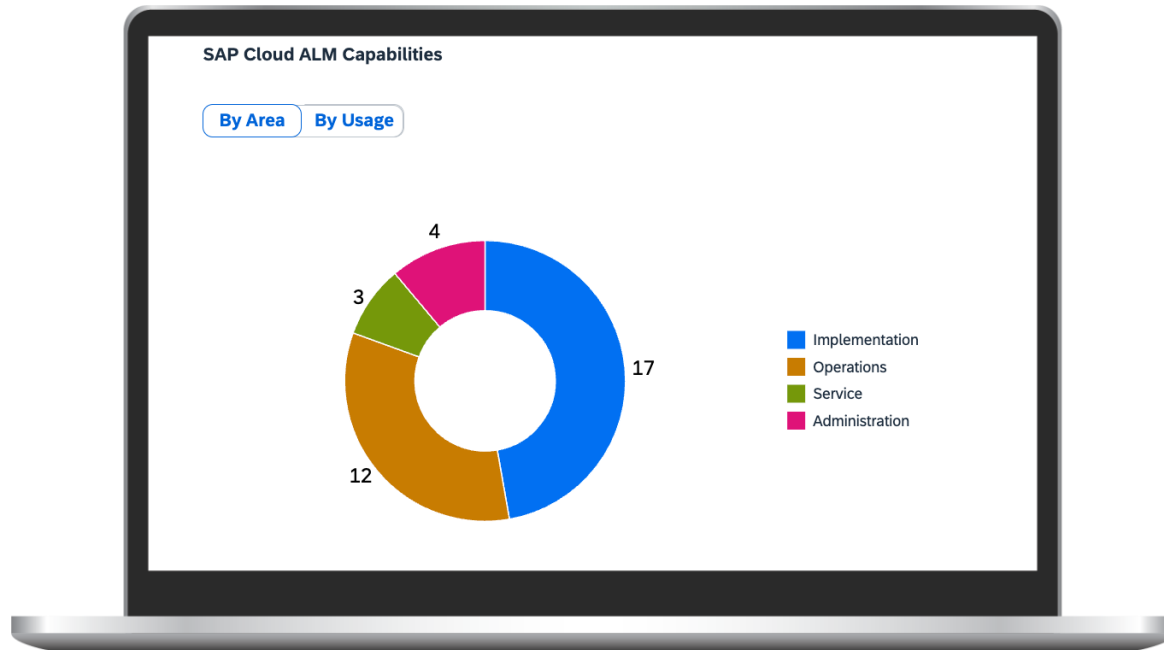 SAP Cloud ALM Capabilities
By Area By Usage
4
3
17
12
Implementation
Operations
Service
Administration